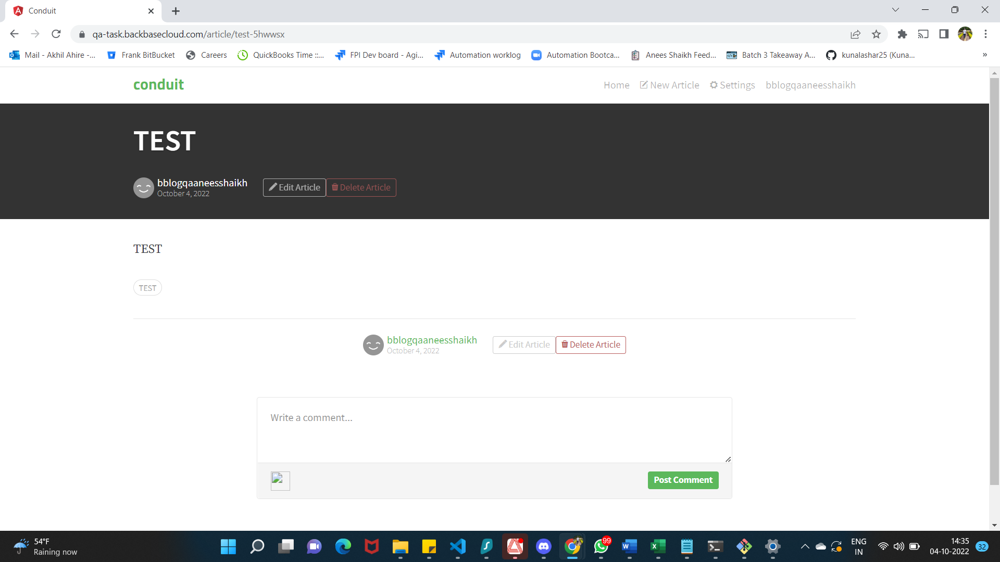 Conduit
qa-task.backbasecloud.com/article/test-5hwwsx
Mail - Akhil Ahire -... Frank BitBucket Careers QuickBooks Time ::... FPI Dev board - Agi... Automation worklog Automation Bootca... Anees Shaikh Feed... Batch 3 Takeaway A... kunalashar25 (Kuna... »
conduit Home New Article Settings bblogqaaneesshaikh
TEST
bblogqaaneesshaikh
October 4, 2022
Edit Article Delete Article
TEST
TEST
bblogqaaneesshaikh
October 4, 2022
Edit Article Delete Article
Write a comment...
Post Comment
54°F
Raining now
99
ENG
IN
14:35
04-10-2022
32